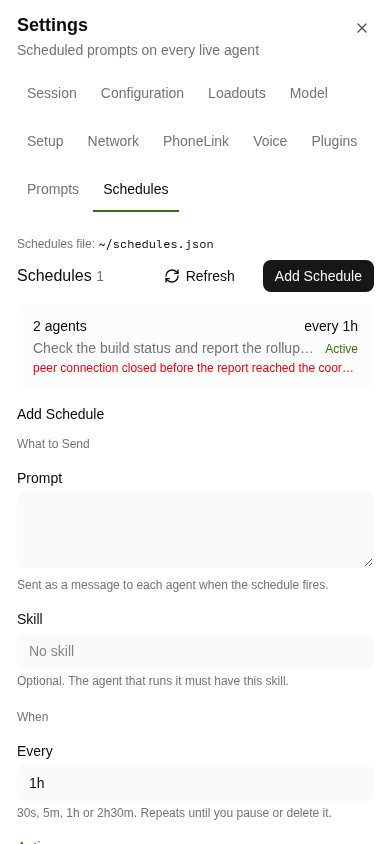 Settings
Scheduled prompts on every live agent
Session Configuration Loadouts Model
Setup Network PhoneLink Voice Plugins
Prompts Schedules
Schedules file: ~/schedules.json
Schedules 1 Refresh Add Schedule
2 agents every 1h
Check the build status and report the rollup… Active
peer connection closed before the report reached the coor…
Add Schedule
What to Send
Prompt
Sent as a message to each agent when the schedule fires.
Skill
No skill
Optional. The agent that runs it must have this skill.
When
Every
1h
30s, 5m, 1h or 2h30m. Repeats until you pause or delete it.